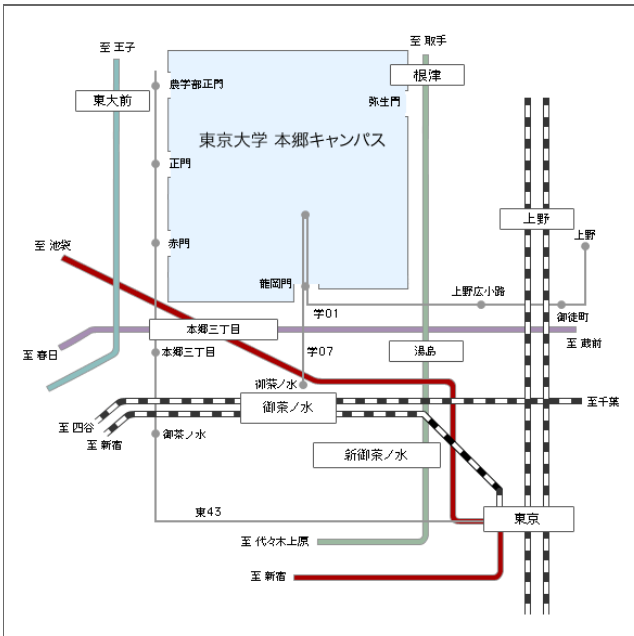 至 王子
至 取手
東大前
農学部正門
根津
弥生門
東京大学 本郷キャンパス
正門
上野
至 池袋
赤門
上野
龍岡門
上野広小路
御徒町
学01
本郷三丁目
至 春日
本郷三丁目
学07
湯島
至 蔵前
御茶ノ水
御茶ノ水
至千葉
至 四谷
至 新宿
御茶ノ水
新御茶ノ水
東43
東京
至 代々木上原
至 新宿